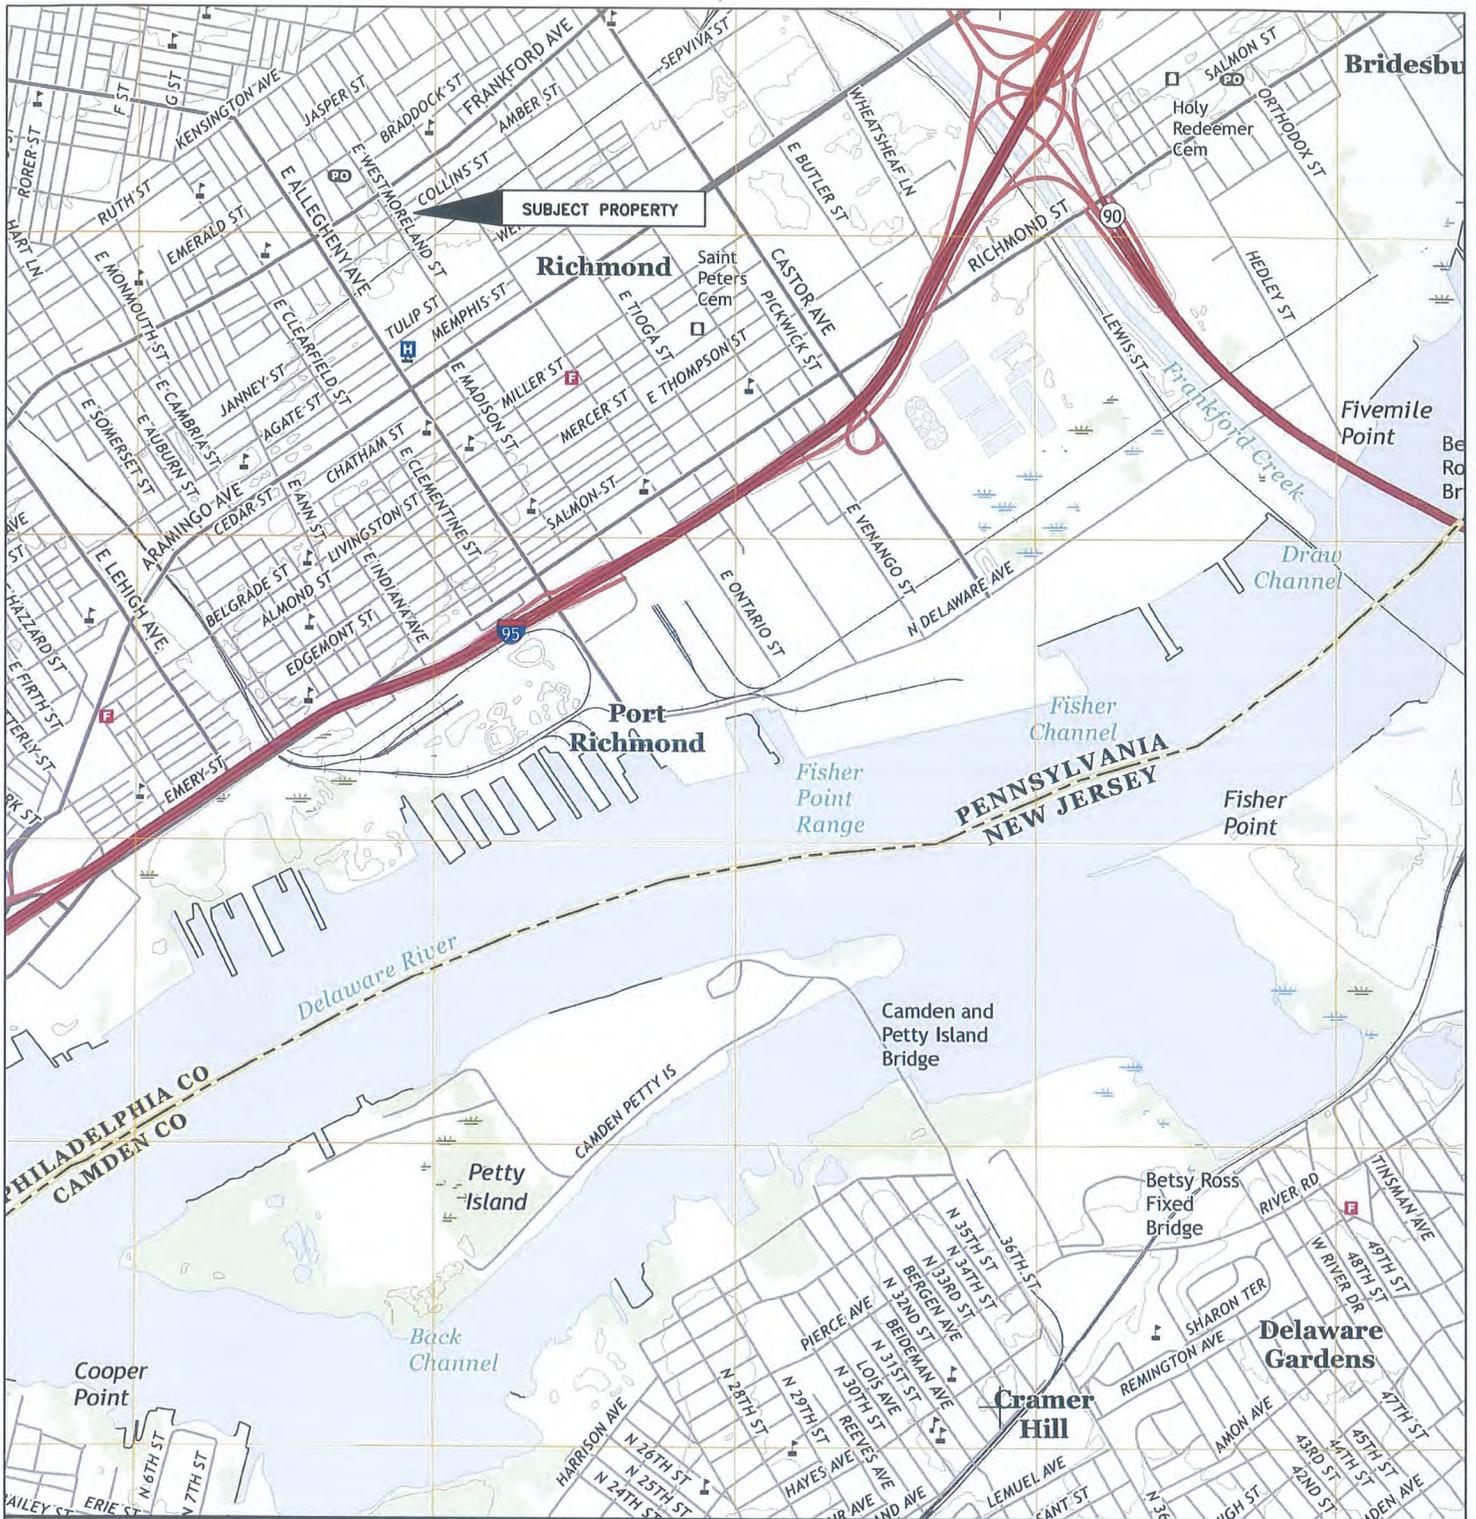 SEPVIVA ST
FRANKFORD AVE
BRADDOCK ST
AMBER ST
JASPER ST
KENSINGTON AVE
F ST
G ST
RORER ST
HART LN
RUTH ST
EMERALD ST
E ALLEGHENY AVE
E WESTMORELAND ST
COLLINS ST
PO
SUBJECT PROPERTY
WHEATSHEAF LN
E BUTLER ST
SALMON ST
PO
ORTHODOX ST
Bridesbu
Holy
Redeemer
Cem
90
RICHMOND ST
HEDLEY ST
LEWIS ST
Frankford Creek
Richmond
Saint
Peters
Cem
CASTOR AVE
PICKWICK ST
E TIOGA ST
E THOMPSON ST
TULIP ST
MEMPHIS ST
H
E MONMOUTH ST
E CLEARFIELD ST
E CAMBRIA ST
JANNEY ST
AGATE ST
E SOMERSET ST
E AUBURN ST
E MADISON ST
MILLER ST
F
MERCER ST
CHATHAM ST
E CLEMENTINE ST
SALMON ST
ARAMINGO AVE
CEDAR ST
E ANN ST
LIVINGSTON ST
E INDIANA AVE
BELGRADE ST
ALMOND ST
EDGEMONT ST
E LEHIGH AVE
AVE
ST
HAZZARD ST
E FIRTH ST
F
EMERY ST
95
E VENANGO ST
E ONTARIO ST
N DELAWARE AVE
Fivemile
Point
Be
Ro
Br
Draw
Channel
Port
Richmond
Fisher
Channel
Fisher
Point
Range
PENNSYLVANIA
NEW JERSEY
Fisher
Point
Delaware River
Camden and
Petty Island
Bridge
PHILADELPHIA CO
CAMDEN CO
CAMDEN PETTY IS
Petty
Island
Back
Channel
Cooper
Point
Betsy Ross
Fixed
Bridge
RIVER RD
TINSMAN AVE
F
W RIVER DR
48TH ST
49TH ST
SHARON TER
REMINGTON AVE
Delaware
Gardens
N 35TH ST
36TH ST
N 34TH ST
N 33RD ST
BERGEN AVE
N 32ND ST
BEIDEMAN AVE
N 31ST ST
LOIS AVE
N 30TH ST
REEVES AVE
PIERCE AVE
N 29TH ST
N 28TH ST
HARRISON AVE
N 26TH ST
N 25TH ST
N 24TH ST
HAYES AVE
Cramer
Hill
LEMUEL AVE
AMON AVE
47TH ST
45TH ST
44TH ST
43RD ST
42ND ST
N 6TH ST
N 7TH ST
ERIE ST
AILEY ST